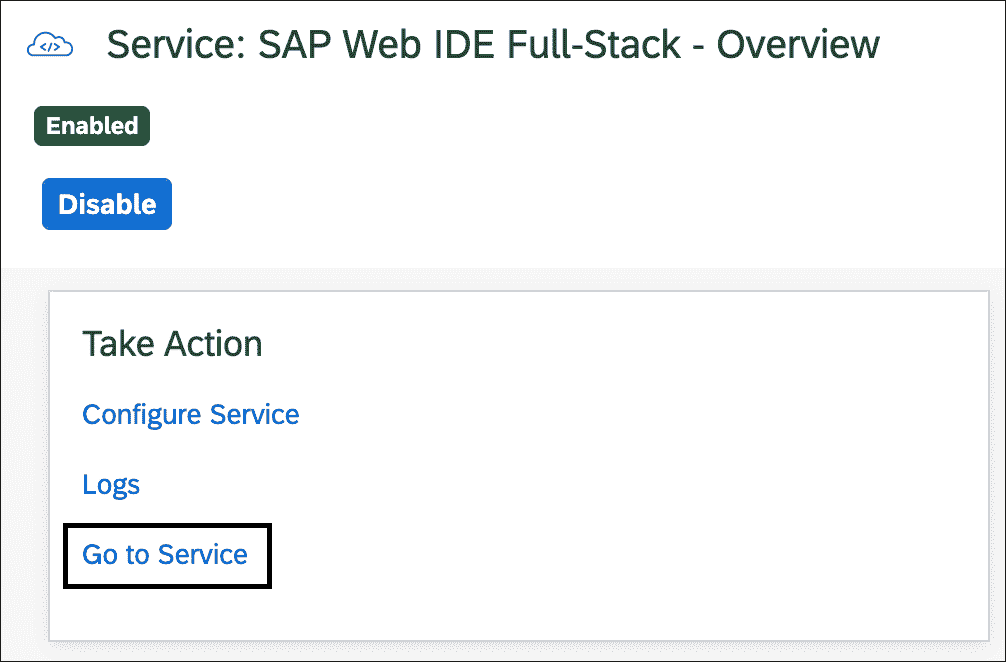 Service: SAP Web IDE Full-Stack - Overview
Enabled
Disable
Take Action
Configure Service
Logs
Go to Service